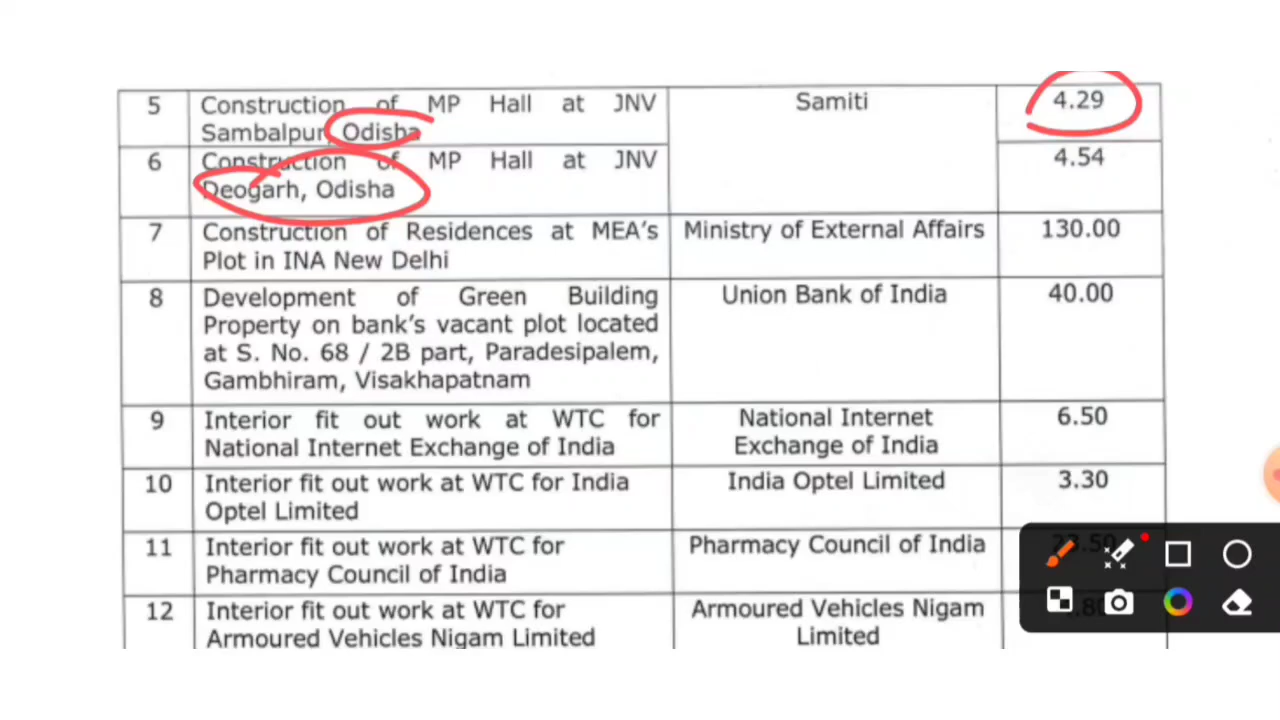 5 Construction of MP Hall at JNV Samiti 4.29
Sambalpur, Odisha
6 Construction of MP Hall at JNV 4.54
Deogarh, Odisha
7 Construction of Residences at MEA's Ministry of External Affairs 130.00
Plot in INA New Delhi
8 Development of Green Building Union Bank of India 40.00
Property on bank's vacant plot located
at S. No. 68 / 2B part, Paradesipalem,
Gambhiram, Visakhapatnam
9 Interior fit out work at WTC for National Internet 6.50
National Internet Exchange of India Exchange of India
10 Interior fit out work at WTC for India India Optel Limited 3.30
Optel Limited
11 Interior fit out work at WTC for Pharmacy Council of India
Pharmacy Council of India
12 Interior fit out work at WTC for Armoured Vehicles Nigam
Armoured Vehicles Nigam Limited Limited